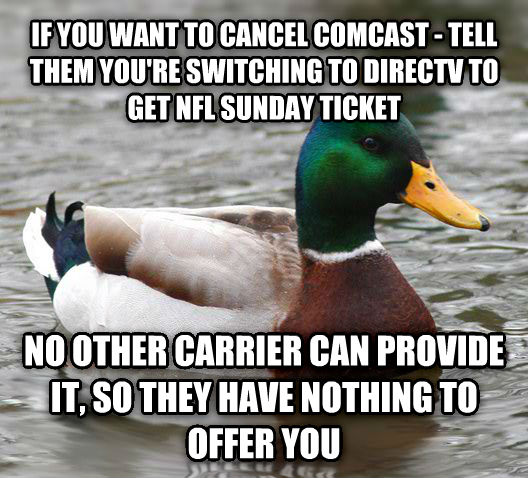 IF YOU WANT TO CANCEL COMCAST - TELL
THEM YOU'RE SWITCHING TO DIRECTV TO
GET NFL SUNDAY TICKET
NO OTHER CARRIER CAN PROVIDE
IT, SO THEY HAVE NOTHING TO
OFFER YOU